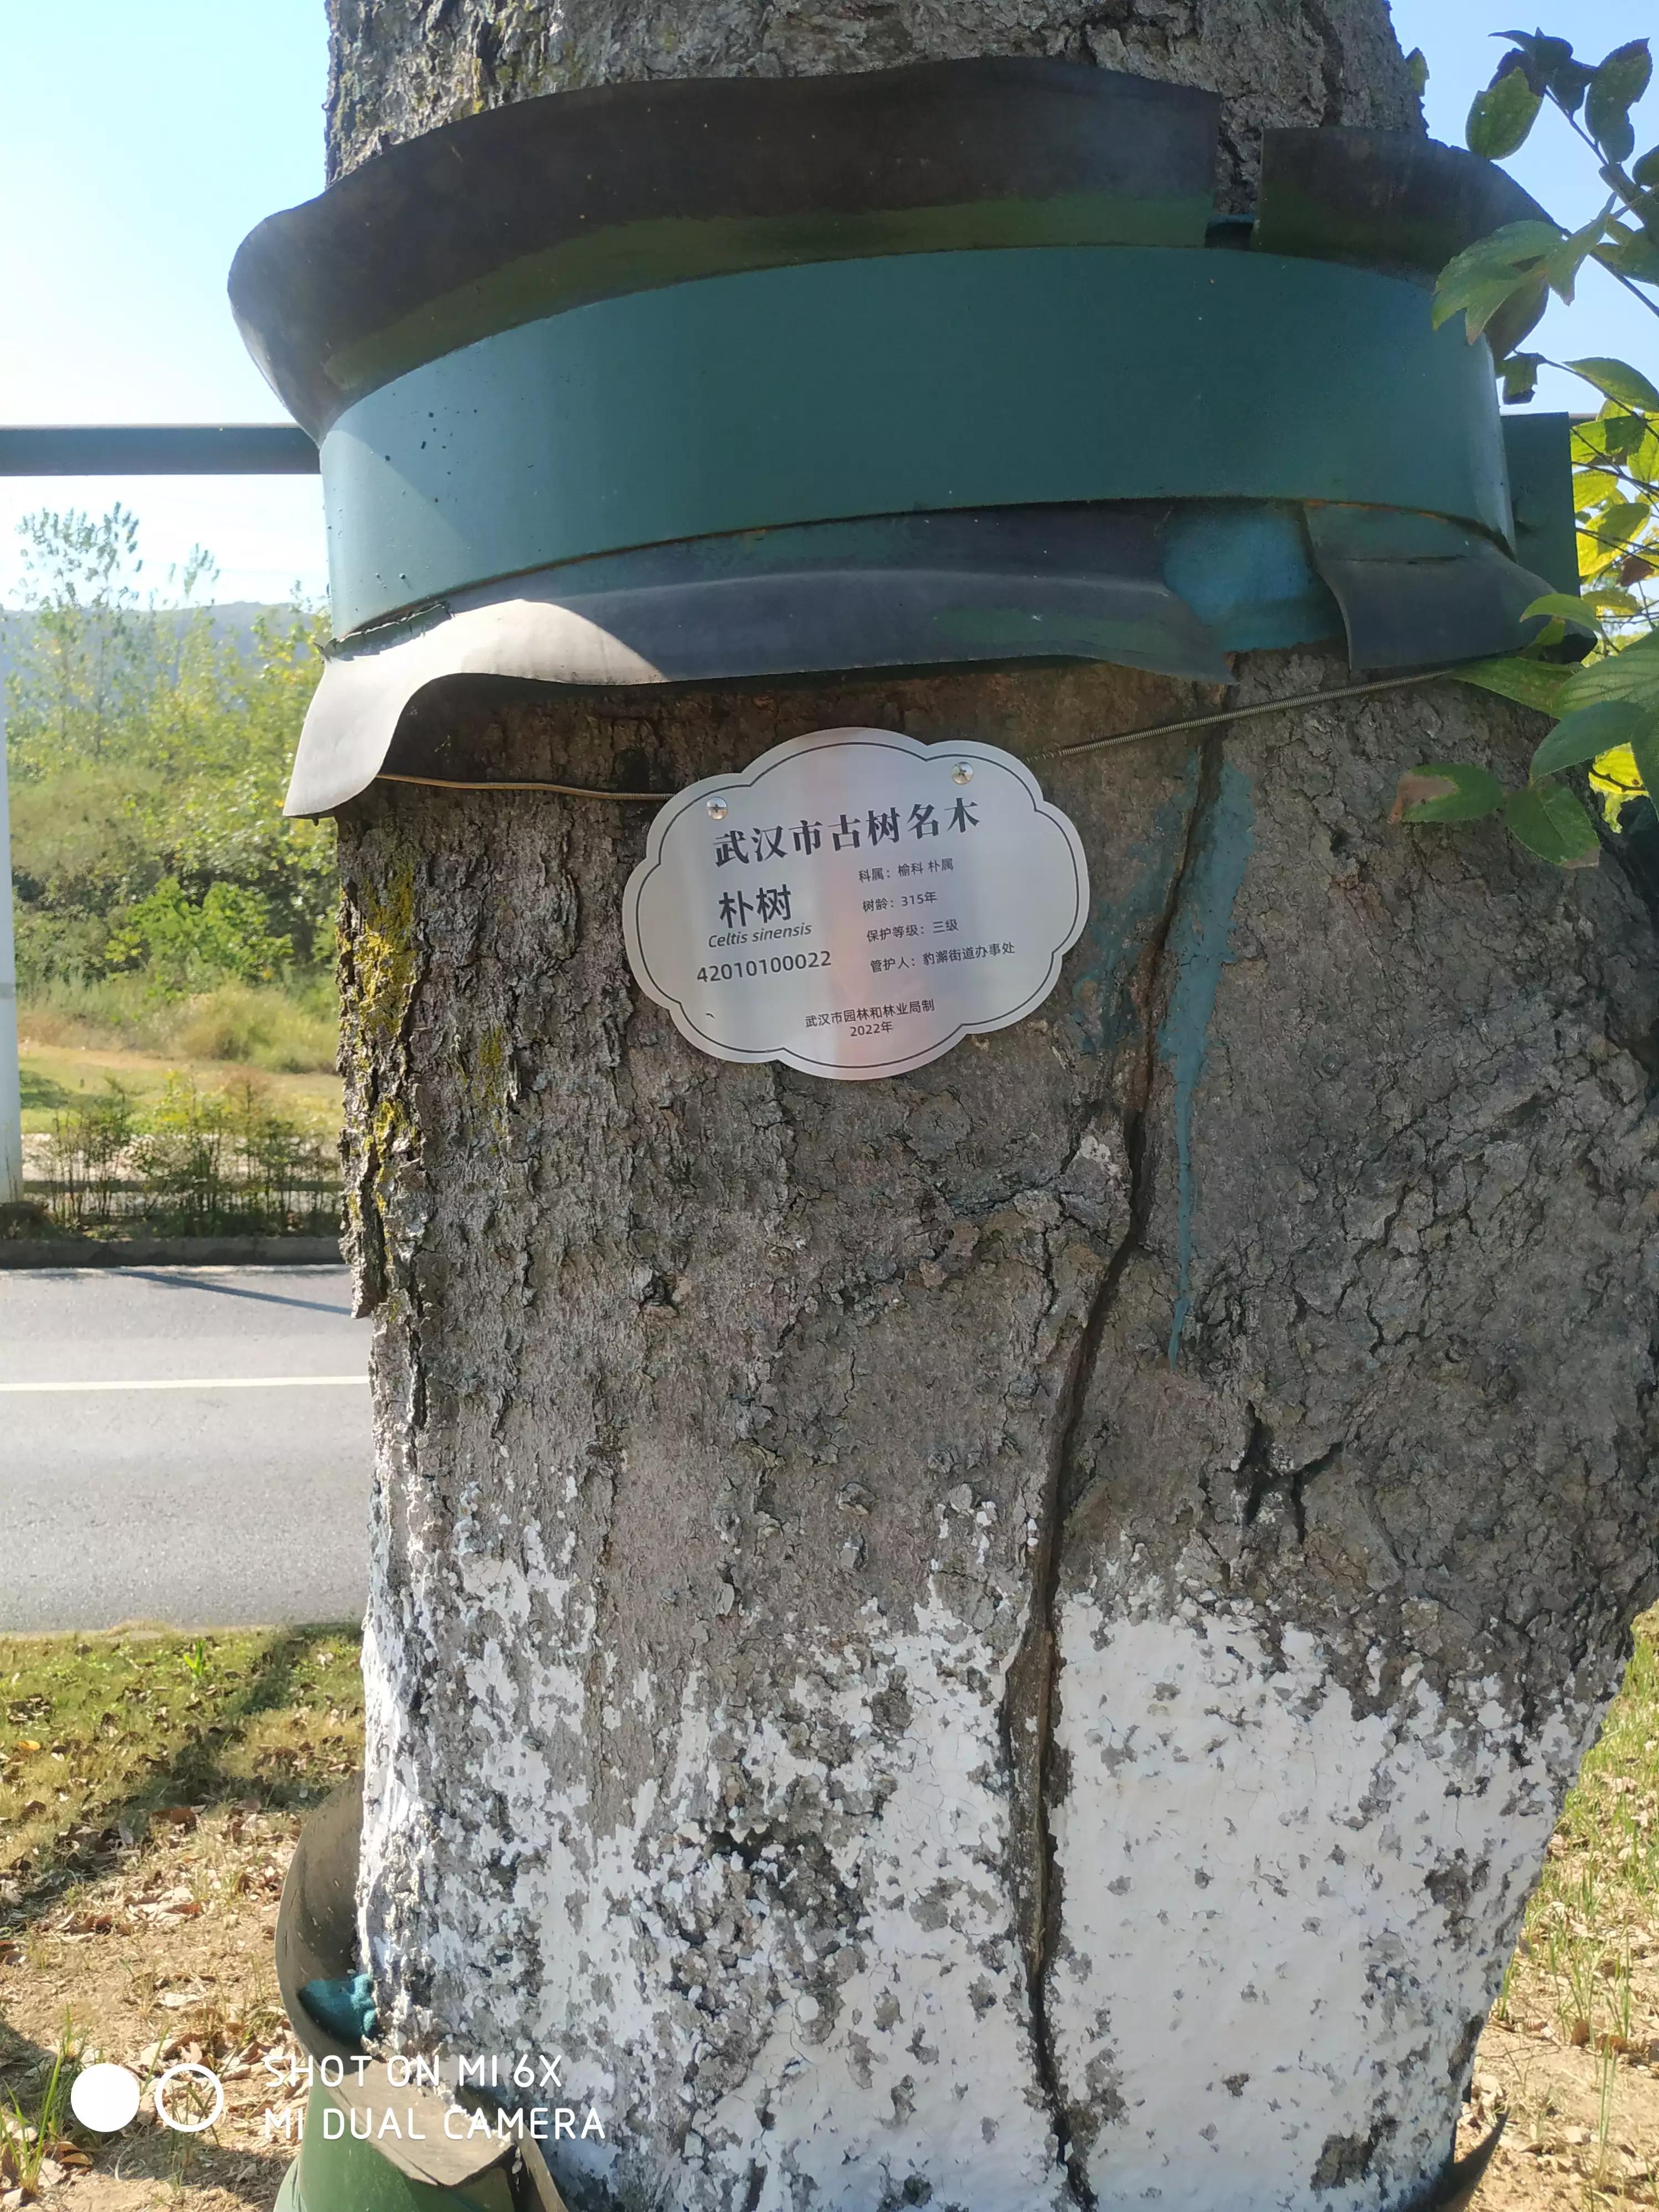 武汉市古树名木
朴树
Celtis sinensis
42010100022
科属：榆科 朴属
树龄：315年
保护等级：三级
管护人：豹澥街道办事处
武汉市园林和林业局制
2022年
SHOT ON MI 6X
MI DUAL CAMERA